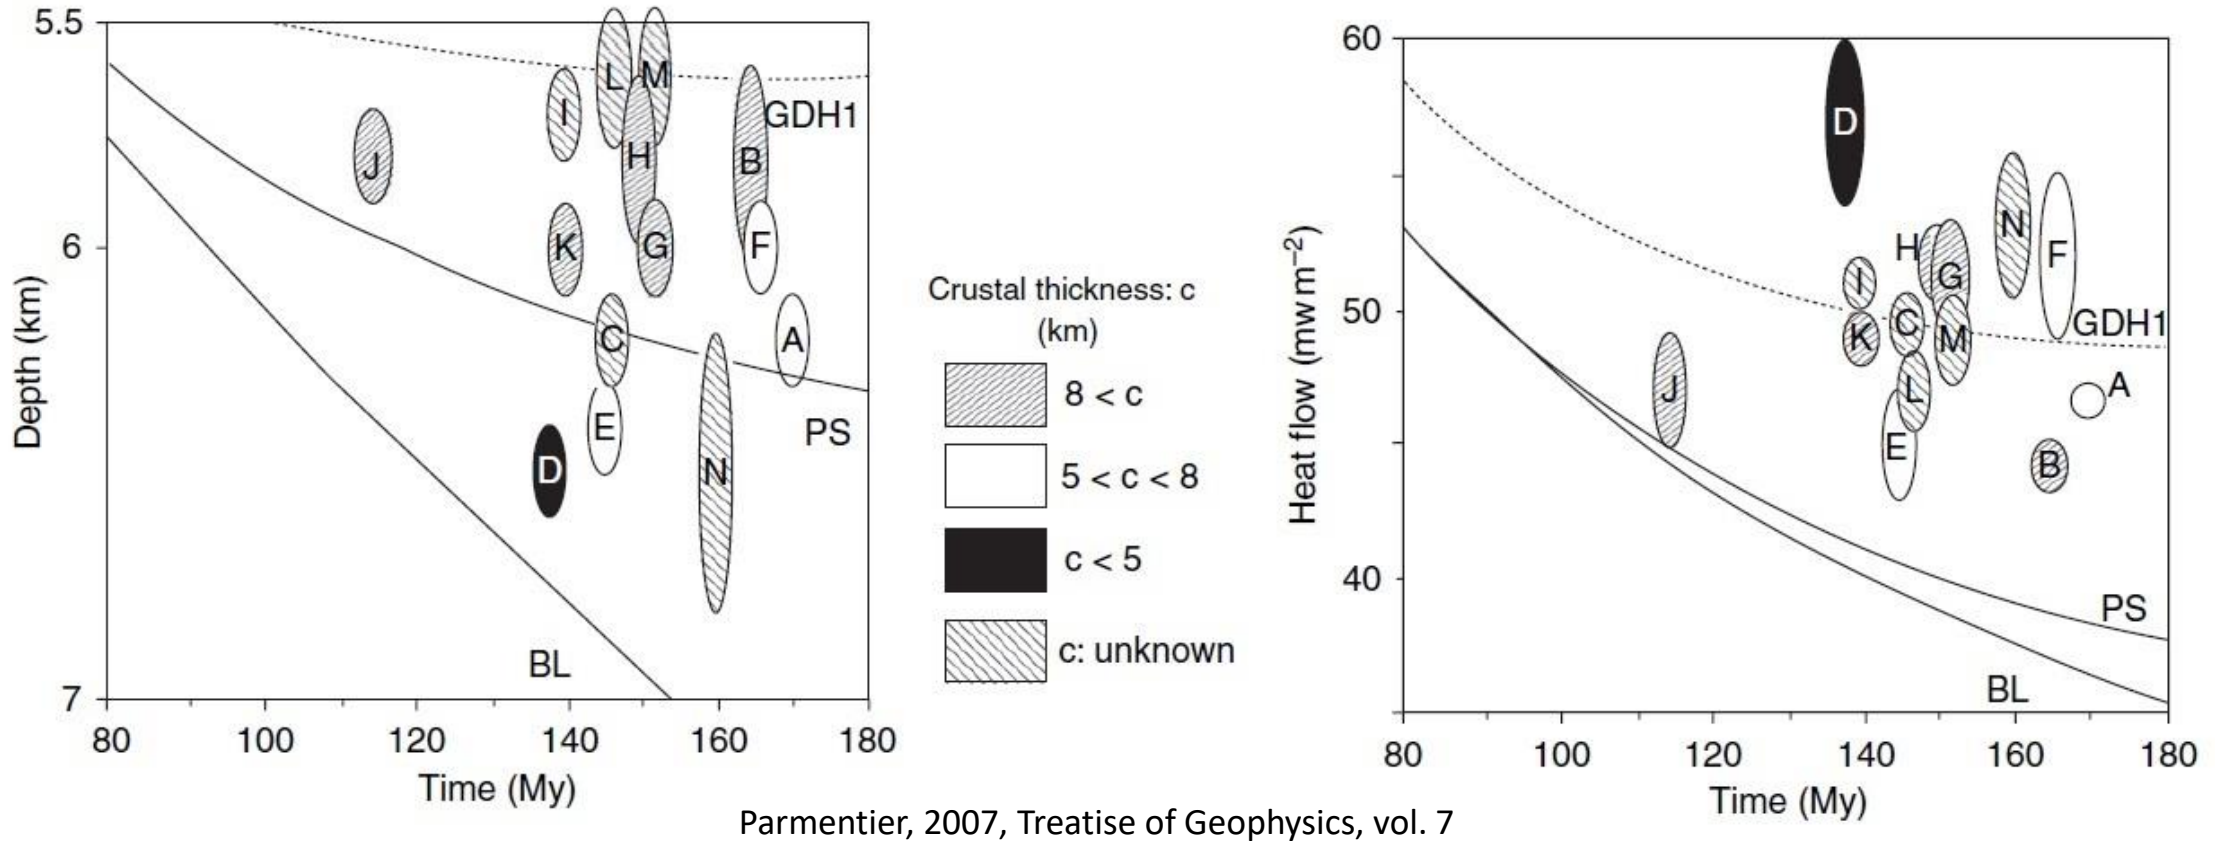 5.5
6
7
Depth (km)
80 100 120 140 160 180
Time (My)
L
M
I
J
H
B
GDH1
K
G
F
C
A
E
PS
D
N
BL
Crustal thickness: c
(km)
8 < c
5 < c < 8
c < 5
c: unknown
60
50
40
Heat flow (mw m−2)
80 100 120 140 160 180
Time (My)
D
N
H
F
I
G
C
GDH1
K
M
J
L
A
E
B
PS
BL
Parmentier, 2007, Treatise of Geophysics, vol. 7